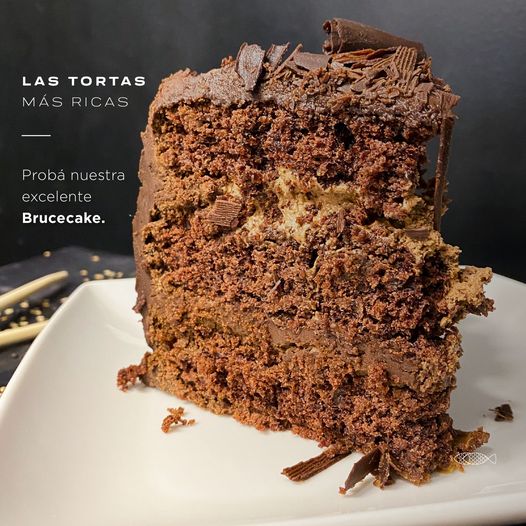 LAS TORTAS
MÁS RICAS
Probá nuestra
excelente
Brucecake.